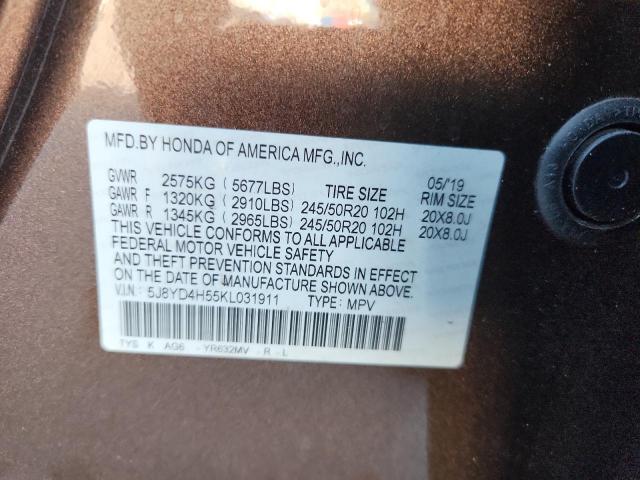 MFD.BY HONDA OF AMERICA MFG.,INC.
GVWR 2575KG (5677LBS) TIRE SIZE 05/'19 RIM SIZE
GAWR F 1320KG (2910LBS) 245/50R20 102H 20X8.0J
GAWR R 1345KG (2965LBS) 245/50R20 102H 20X8.0J
THIS VEHICLE CONFORMS TO ALL APPLICABLE
FEDERAL MOTOR VEHICLE SAFETY
AND THEFT PREVENTION STANDARDS IN EFFECT
ON THE DATE OF MANUFACTURE SHOWN ABOVE.
V.I.N: 5J8YD4H55KL031911 TYPE: MPV
TYS K AG6 -YR632MV R - L